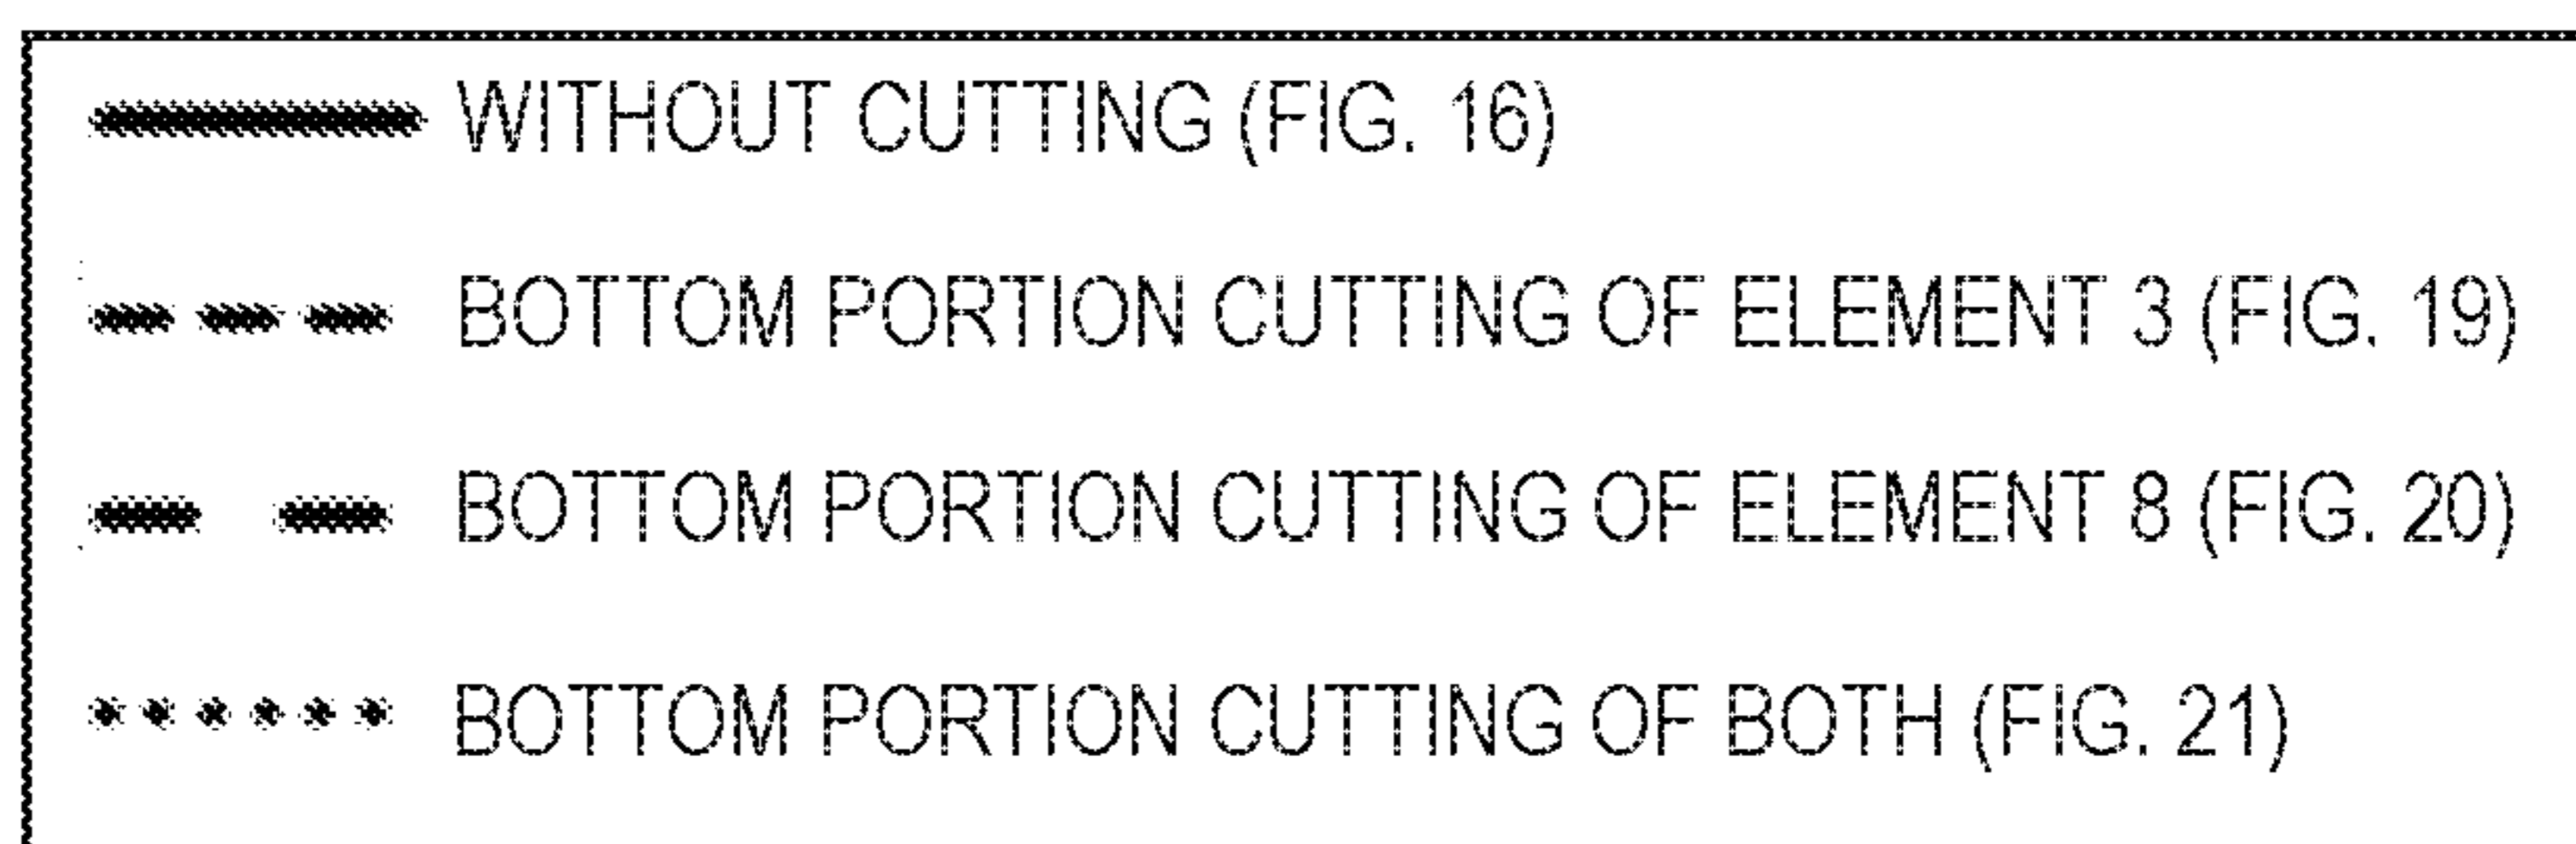 WITHOUT CUTTING (FIG. 16)
BOTTOM PORTION CUTTING OF ELEMENT 3 (FIG. 19)
BOTTOM PORTION CUTTING OF ELEMENT 8 (FIG. 20)
BOTTOM PORTION CUTTING OF BOTH (FIG. 21)